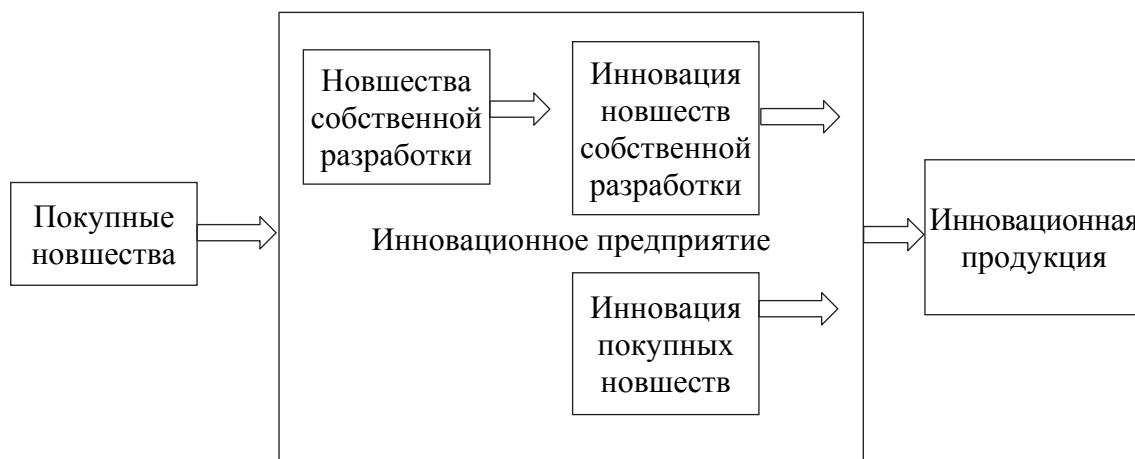 Новшества
собственной
разработки
Инновация
новшеств
собственной
разработки
Покупные
новшества
Инновационное предприятие
Инновационная
продукция
Инновация
покупных
новшеств